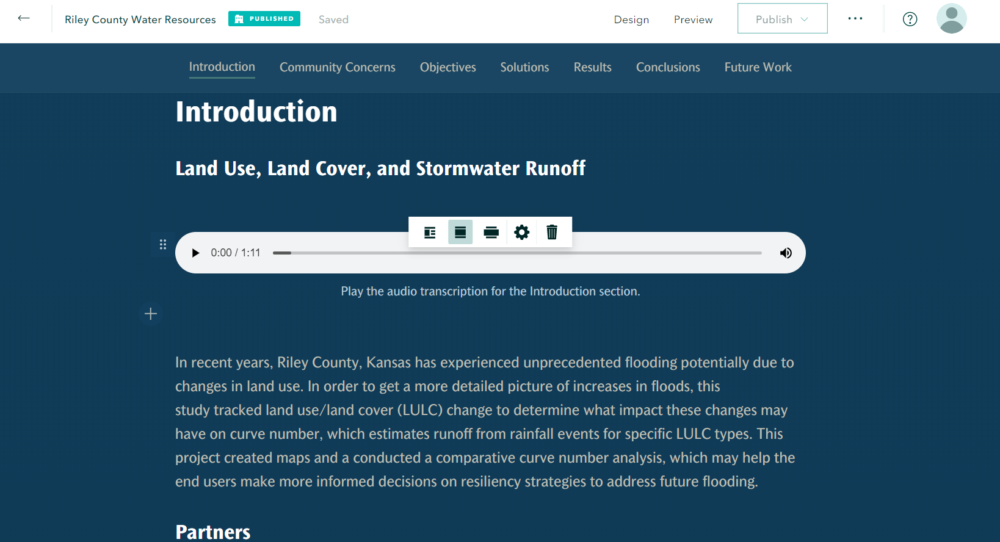 Riley County Water Resources PUBLISHED Saved Design Preview Publish
Introduction Community Concerns Objectives Solutions Results Conclusions Future Work
Introduction
Land Use, Land Cover, and Stormwater Runoff
0:00 / 1:11
Play the audio transcription for the Introduction section.
In recent years, Riley County, Kansas has experienced unprecedented flooding potentially due to
changes in land use. In order to get a more detailed picture of increases in floods, this
study tracked land use/land cover (LULC) change to determine what impact these changes may
have on curve number, which estimates runoff from rainfall events for specific LULC types. This
project created maps and a conducted a comparative curve number analysis, which may help the
end users make more informed decisions on resiliency strategies to address future flooding.
Partners